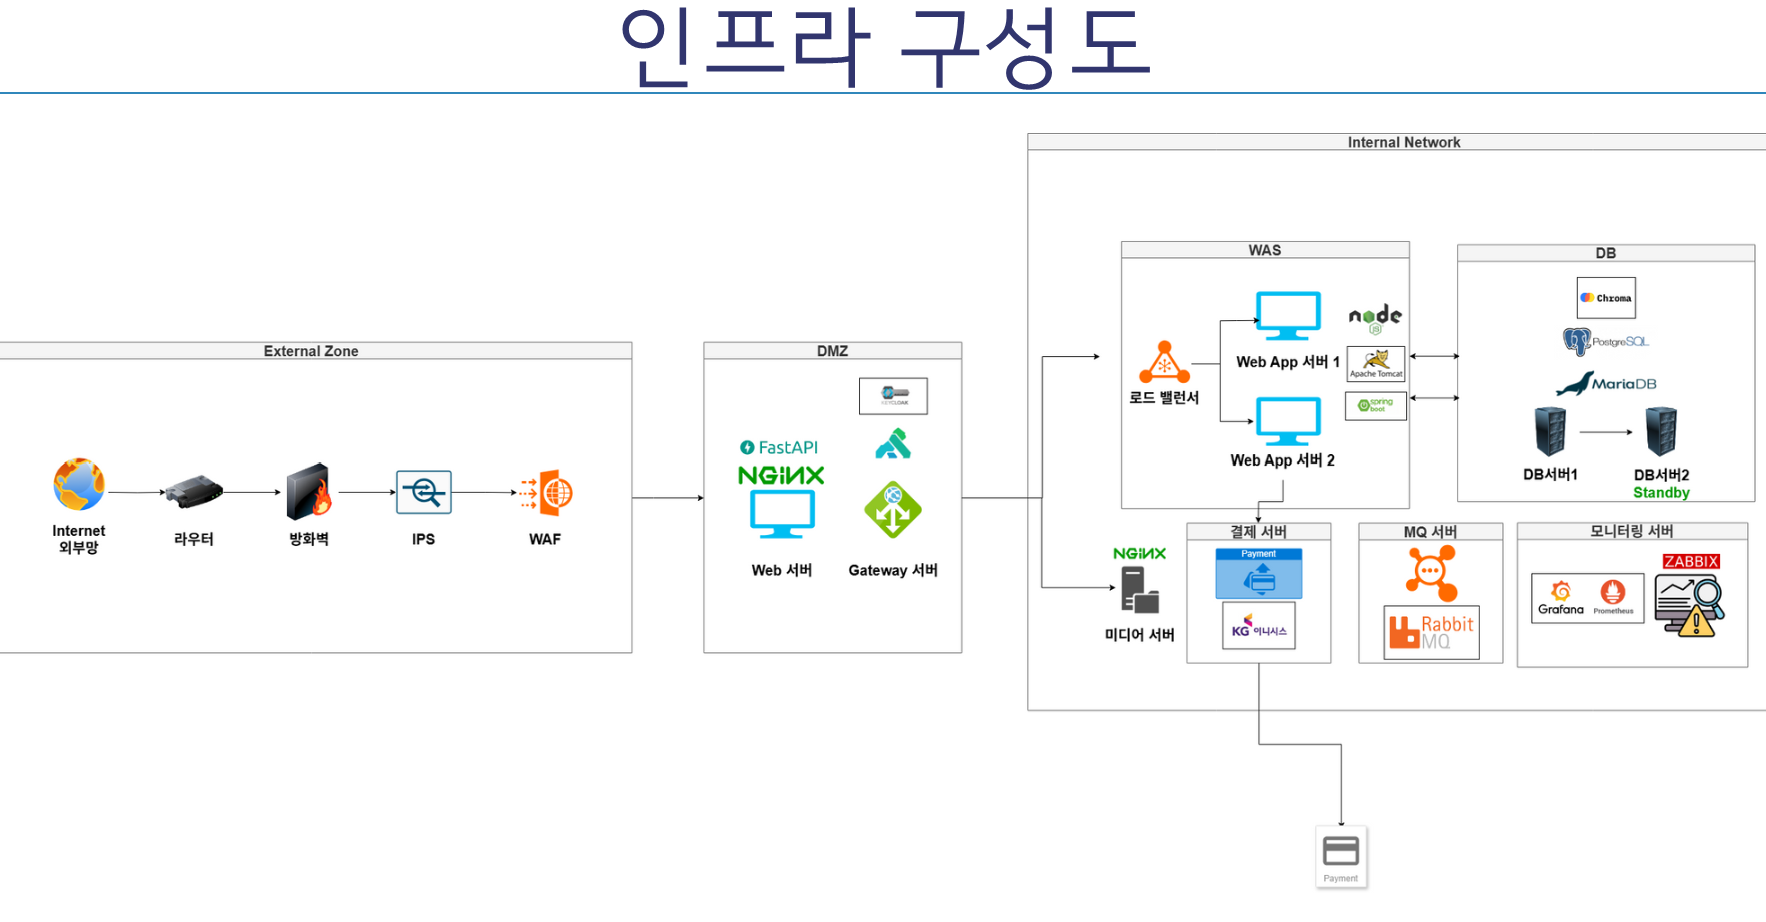 인프라 구성도
Internal Network
External Zone
Internet
외부망
라우터
방화벽
IPS
WAF
DMZ
KEYCLOAK
FastAPI
NGINX
Web 서버
Gateway 서버
WAS
로드 밸런서
Web App 서버 1
Web App 서버 2
node
JS
Apache Tomcat
spring
boot
DB
Chroma
PostgreSQL
MariaDB
DB서버1
DB서버2
Standby
NGINX
미디어 서버
결제 서버
Payment
KG 이니시스
MQ 서버
Rabbit
MQ
모니터링 서버
ZABBIX
Grafana
Prometheus
Payment